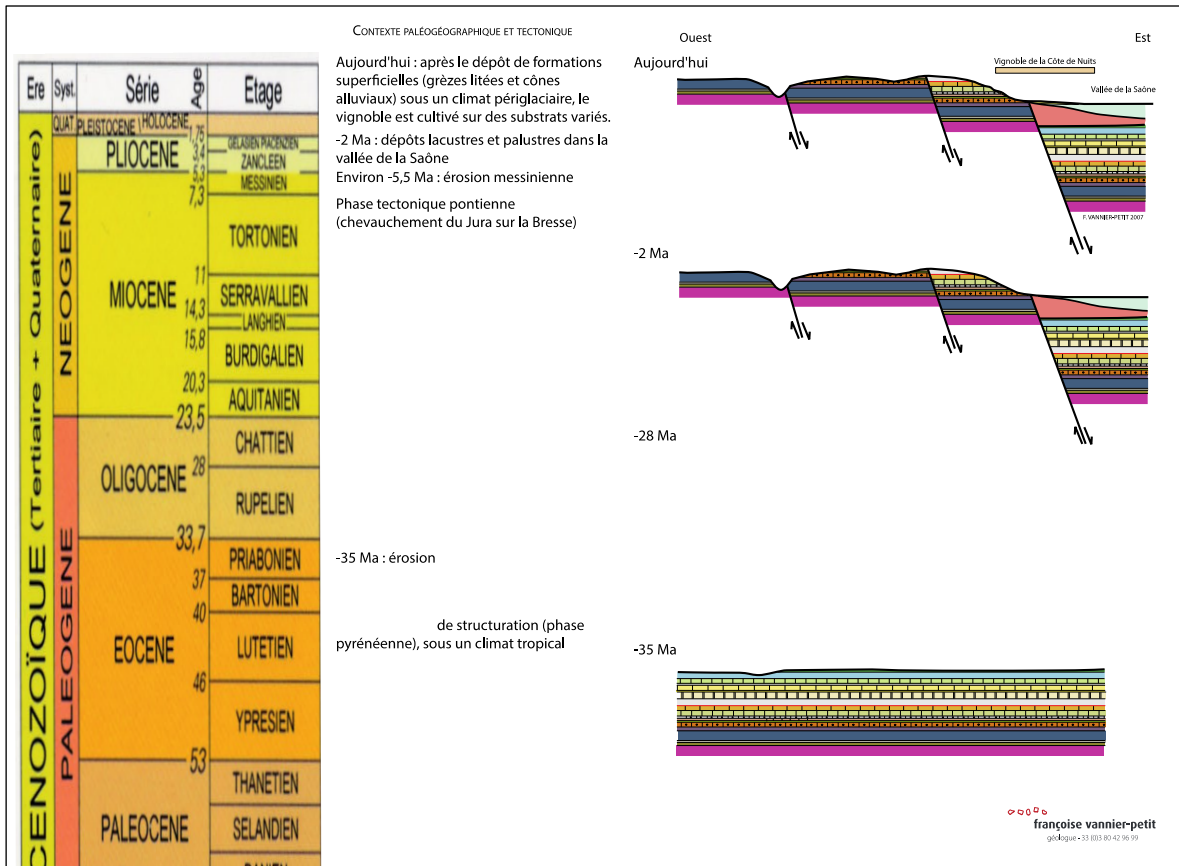 CONTEXTE PALÉOGÉOGRAPHIQUE ET TECTONIQUE
Ere
Syst.
Série
Age
Etage
CENOZOÏQUE (Tertiaire + Quaternaire)
QUAT
NEOGENE
PALEOGENE
PLEISTOCENE
HOLOCENE
1,75
PLIOCENE
GELASIEN PIACENZIEN
ZANCLEEN
5,3
MESSINIEN
7,3
MIOCENE
TORTONIEN
11
SERRAVALLIEN
14,3
LANGHIEN
15,8
BURDIGALIEN
20,3
AQUITANIEN
23,5
OLIGOCENE
CHATTIEN
28
RUPELIEN
33,7
EOCENE
PRIABONIEN
37
BARTONIEN
40
LUTETIEN
46
YPRESIEN
53
PALEOCENE
THANETIEN
SELANDIEN
Aujourd'hui : après le dépôt de formations
superficielles (grèzes litées et cônes
alluviaux) sous un climat périglaciaire, le
vignoble est cultivé sur des substrats variés.
-2 Ma : dépôts lacustres et palustres dans la
vallée de la Saône
Environ -5,5 Ma : érosion messinienne
Phase tectonique pontienne
(chevauchement du Jura sur la Bresse)
-35 Ma : érosion
de structuration (phase
pyrénéenne), sous un climat tropical
Ouest
Est
Aujourd'hui
Vignoble de la Côte de Nuits
Vallée de la Saône
F. VANNIER-PETIT 2007
-2 Ma
-28 Ma
-35 Ma
françoise vannier-petit
géologue - 33 (0)3 80 42 96 99